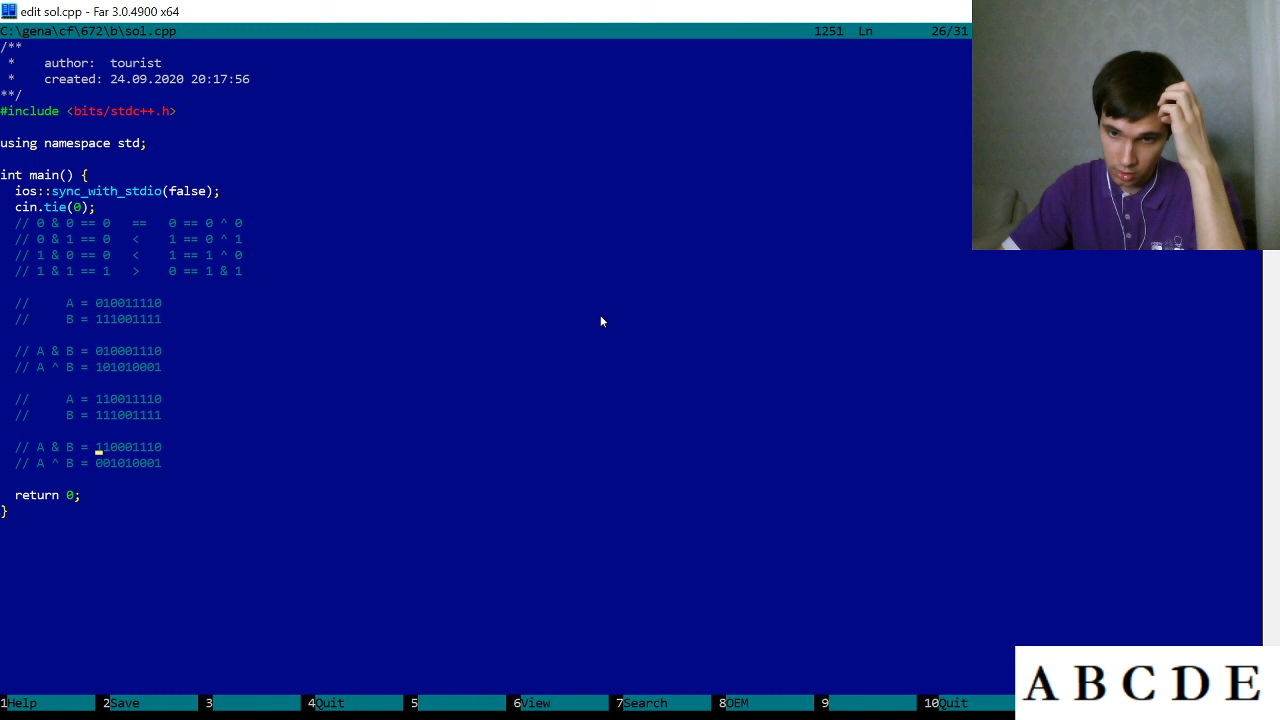 edit sol.cpp - Far 3.0.4900 x64
C:\gena\cf\672\b\sol.cpp 1251 Ln 26/31
/**
 *    author:  tourist
 *    created: 24.09.2020 20:17:56
**/
#include <bits/stdc++.h>
using namespace std;
int main() {
  ios::sync_with_stdio(false);
  cin.tie(0);
  // 0 & 0 == 0   ==   0 == 0 ^ 0
  // 0 & 1 == 0   <    1 == 0 ^ 1
  // 1 & 0 == 0   <    1 == 1 ^ 0
  // 1 & 1 == 1   >    0 == 1 & 1
  //     A = 010011110
  //     B = 111001111
  // A & B = 010001110
  // A ^ B = 101010001
  //     A = 110011110
  //     B = 111001111
  // A & B = 110001110
  // A ^ B = 001010001
  return 0;
}
A B C D E
1Help 2Save 3 4Quit 5 6View 7Search 8OEM 9 10Quit